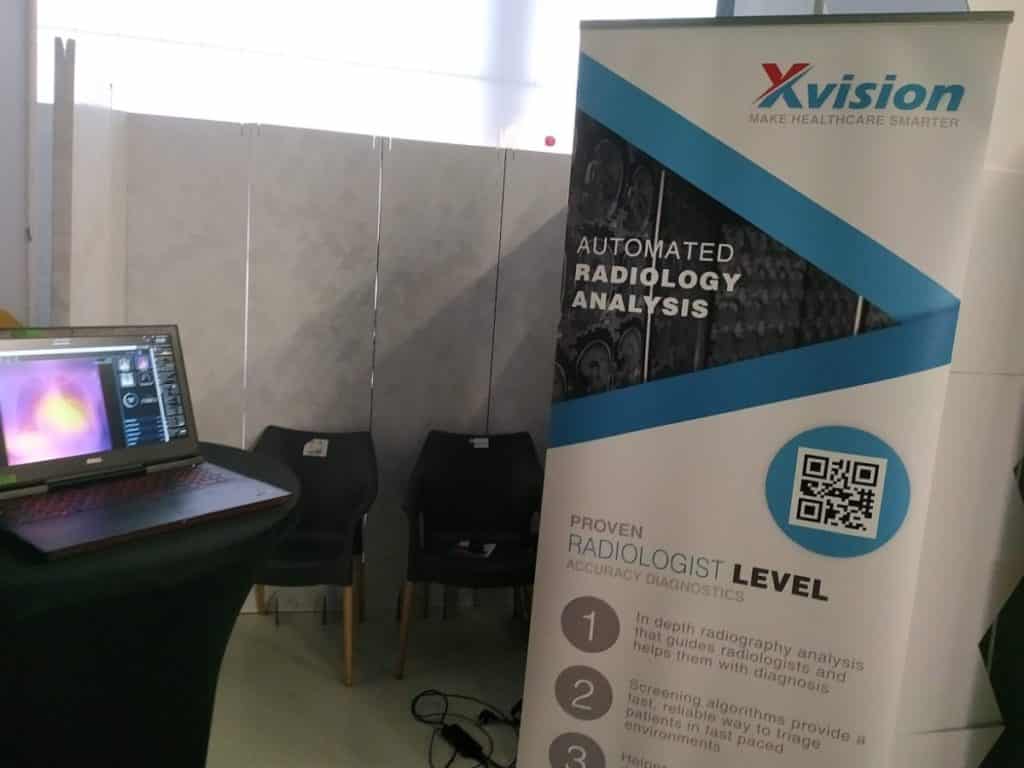 Xvision
MAKE HEALTHCARE SMARTER
AUTOMATED
RADIOLOGY
ANALYSIS
PROVEN
RADIOLOGIST LEVEL
ACCURACY DIAGNOSTICS
1
In depth radiography analysis
that guides radiologists and
helps them with diagnosis
2
Screening algorithms provide a
fast, reliable way to triage
patients in fast paced
environments
3